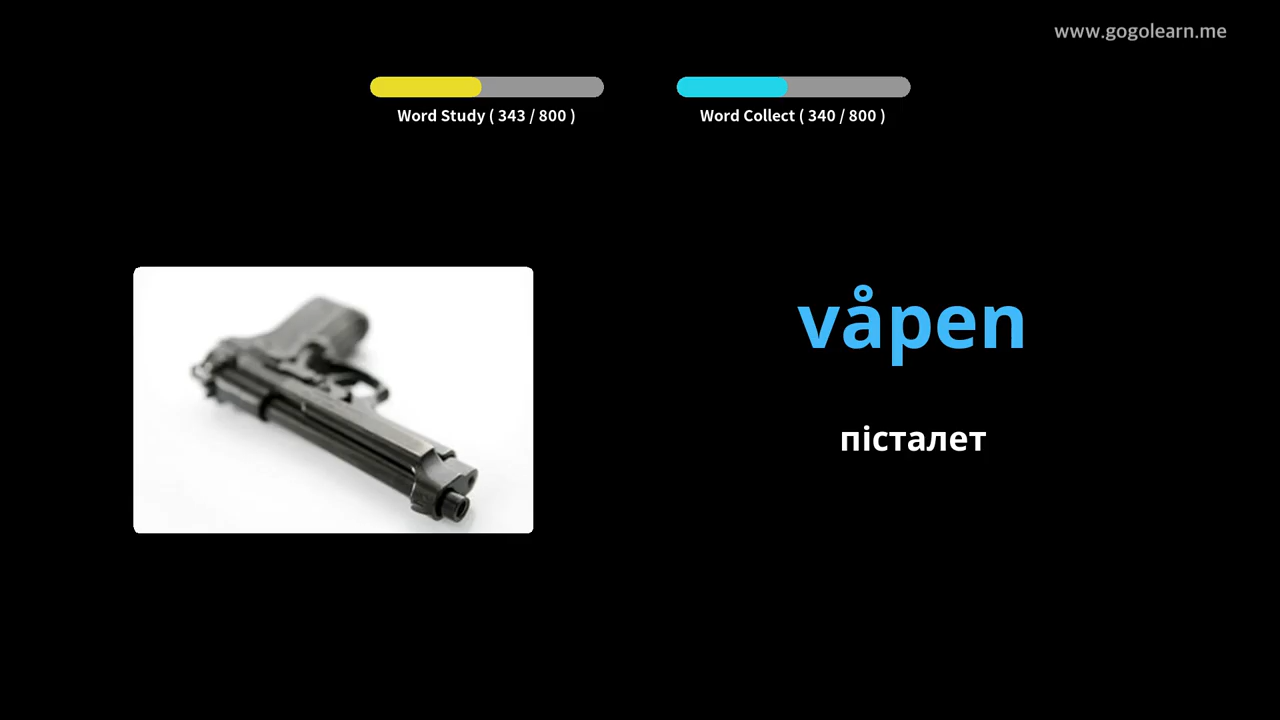 www.gogolearn.me
Word Study ( 343 / 800 )
Word Collect ( 340 / 800 )
våpen
пісталет